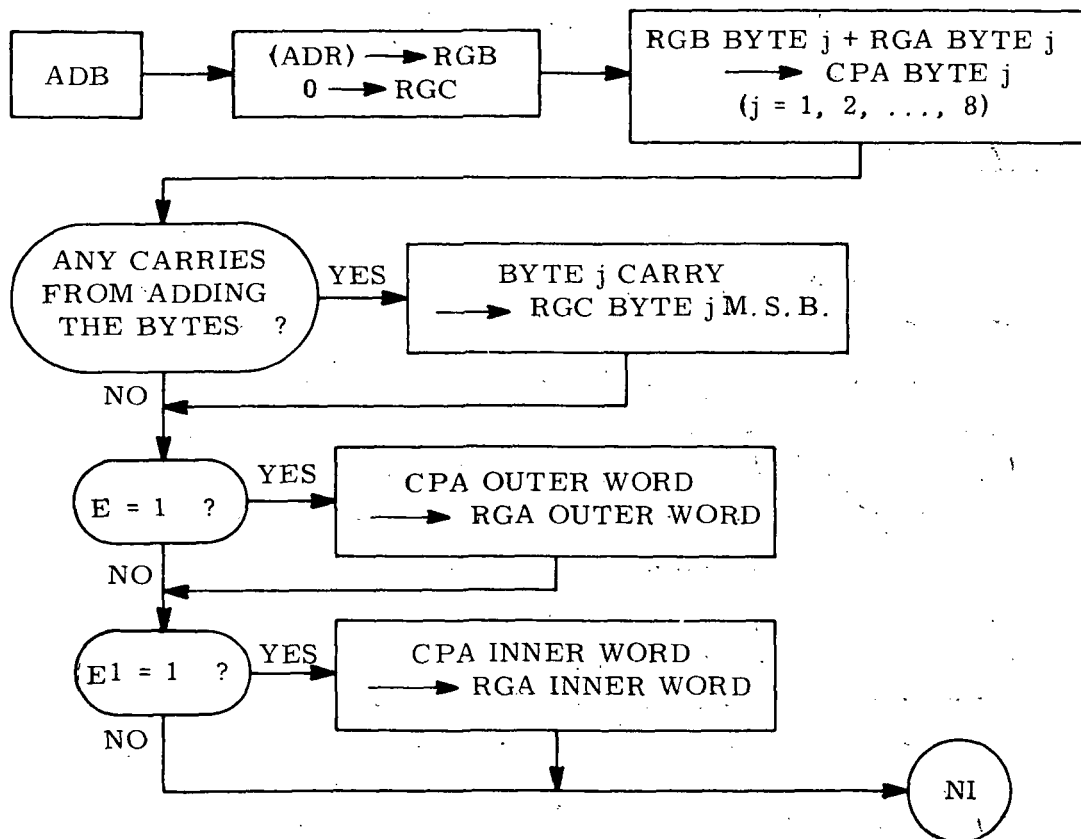 ADB
(ADR) → RGB
0 → RGC
RGB BYTE j + RGA BYTE j
→ CPA BYTE j
(j = 1, 2, ..., 8)
ANY CARRIES
FROM ADDING
THE BYTES ?
YES
BYTE j CARRY
→ RGC BYTE j M.S.B.
NO
E = 1 ?
YES
CPA OUTER WORD
→ RGA OUTER WORD
NO
E1 = 1 ?
YES
CPA INNER WORD
→ RGA INNER WORD
NO
NI